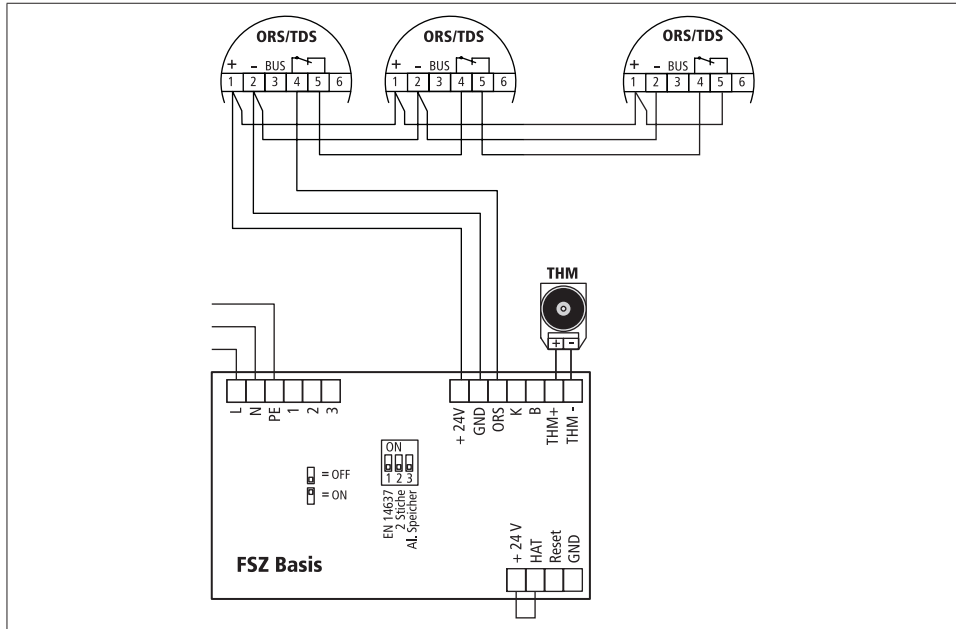 ORS/TDS ORS/TDS ORS/TDS
+ - BUS + - BUS + - BUS
1 2 3 4 5 6 1 2 3 4 5 6 1 2 3 4 5 6
THM
+ -
L N PE 1 2 3 + 24V GND ORS K B THM+ THM -
ON
1 2 3
= OFF
= ON
EN 14637
2 Stiche
Al. Speicher
FSZ Basis
+ 24 V HAT Reset GND